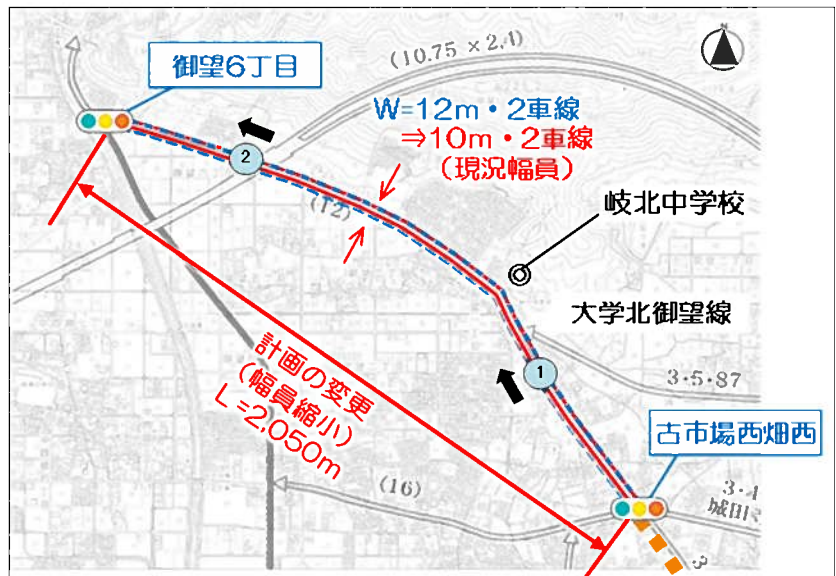 御望6丁目
(10.75 × 2.4)
N
W=12m・2車線
⇒10m・2車線
(現況幅員)
2
(12)
岐北中学校
大学北御望線
計画の変更
(幅員縮小)
L=2,050m
1
3・5・87
古市場西畑西
(16)
3・4
城田
3